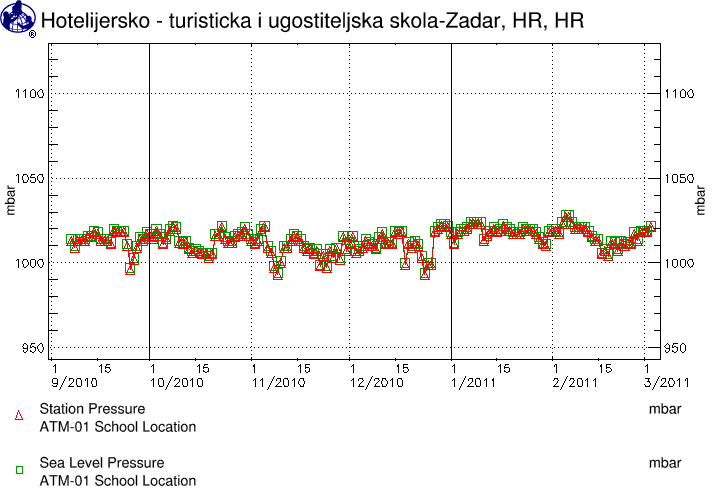 Hotelijersko - turisticka i ugostiteljska skola-Zadar, HR, HR
®
1100 1100
1050 1050
mbar mbar
1000 1000
950 950
1 15 1 15 1 15 1 15 1 15 1 15 1
9/2010 10/2010 11/2010 12/2010 1/2011 2/2011 3/2011
Station Pressure mbar
ATM-01 School Location
Sea Level Pressure mbar
ATM-01 School Location